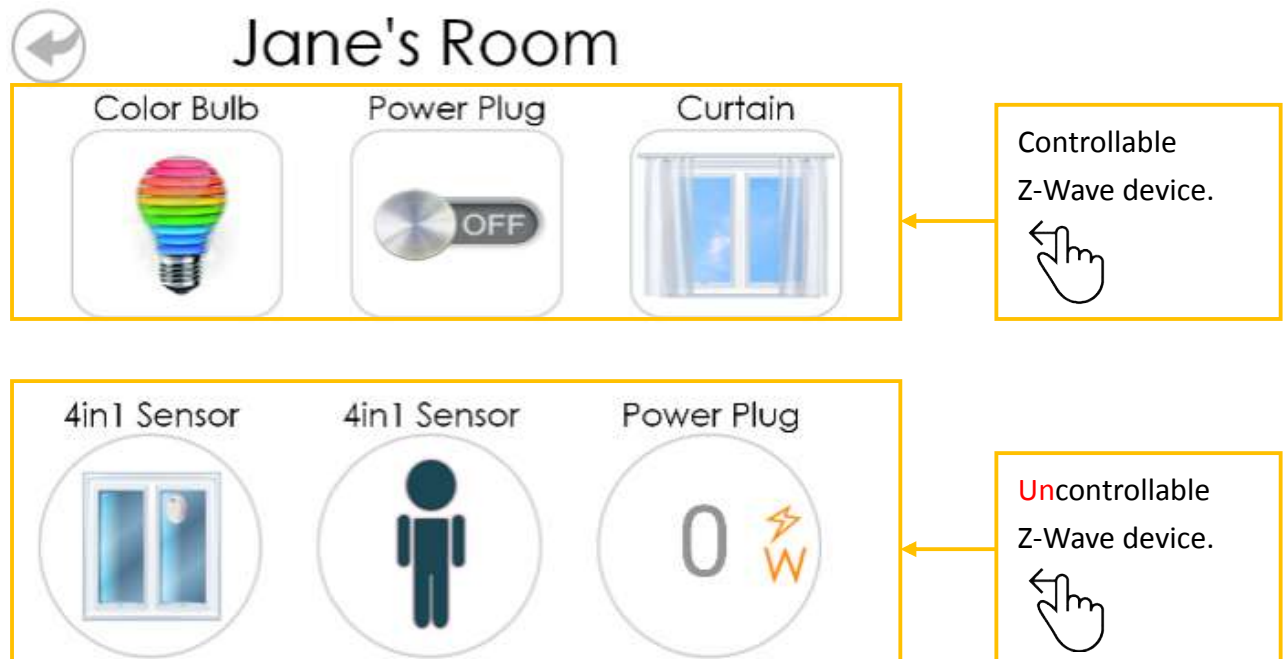 Jane's Room
Color Bulb Power Plug Curtain
OFF
Controllable
Z-Wave device.
4in1 Sensor 4in1 Sensor Power Plug
0 W
Uncontrollable
Z-Wave device.